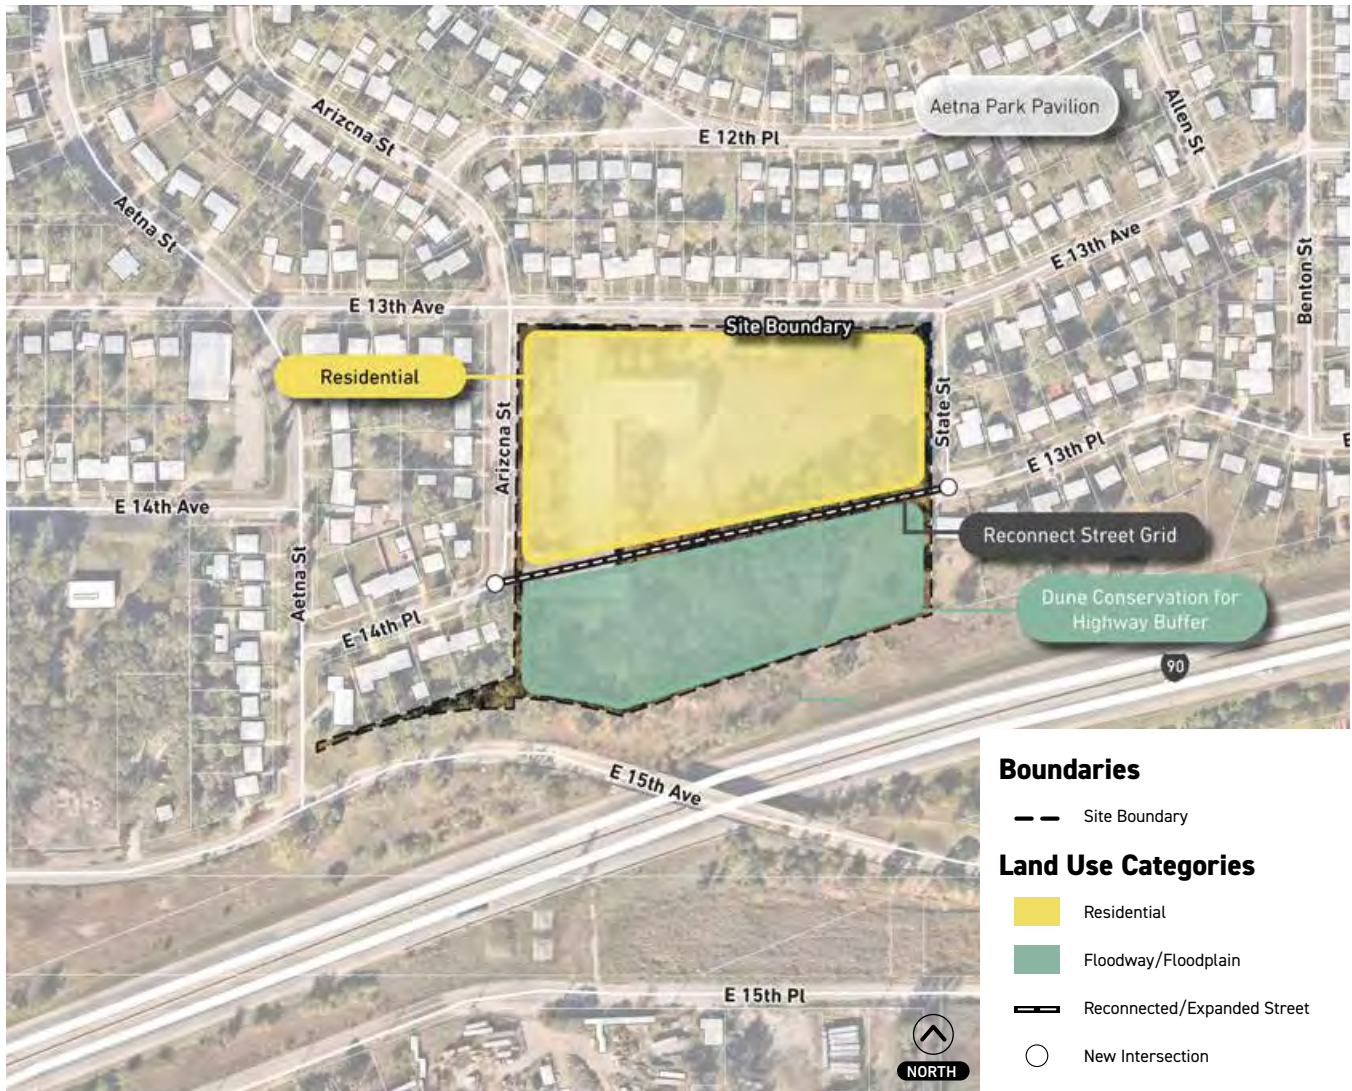 Aetna Park Pavilion
Arizcna St
Allen St
E 12th Pl
Aetna St
E 13th Ave
Benton St
E 13th Ave
Site Boundary
Residential
Arizcna St
State St
E 13th Pl
E
E 14th Ave
Reconnect Street Grid
Aetna St
Dune Conservation for
Highway Buffer
E 14th Pl
90
E 15th Ave
Boundaries
Site Boundary
Land Use Categories
Residential
Floodway/Floodplain
E 15th Pl
Reconnected/Expanded Street
New Intersection
NORTH